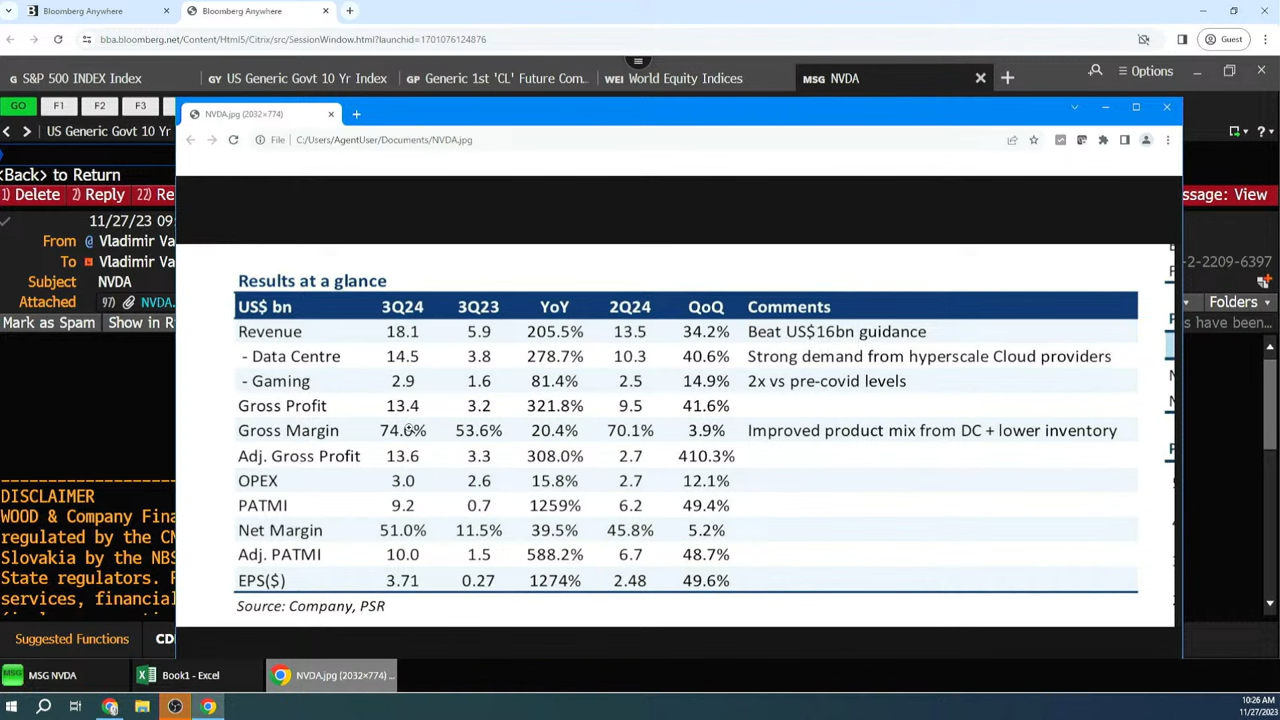 Bloomberg Anywhere
Bloomberg Anywhere
bba.bloomberg.net/Content/Html5/Citrix/src/SessionWindow.html?launchid=1701076124876
Guest
G S&P 500 INDEX Index
GY US Generic Govt 10 Yr Index
GP Generic 1st 'CL' Future Com...
WEI World Equity Indices
MSG NVDA
Options
GO F1 F2 F3
NVDA.jpg (2032×774)
US Generic Govt 10 Yr
File C:/Users/AgentUser/Documents/NVDA.jpg
<Back> to Return
1) Delete 2) Reply 22) Re
ssage: View
11/27/23 09
From @ Vladimir Va
To Vladimir Va
-2-2209-6397
Subject NVDA
Attached 97) NVDA.
Folders
Mark as Spam Show in R
s have been...
Results at a glance
US$ bn 3Q24 3Q23 YoY 2Q24 QoQ Comments
Revenue 18.1 5.9 205.5% 13.5 34.2% Beat US$16bn guidance
- Data Centre 14.5 3.8 278.7% 10.3 40.6% Strong demand from hyperscale Cloud providers
- Gaming 2.9 1.6 81.4% 2.5 14.9% 2x vs pre-covid levels
Gross Profit 13.4 3.2 321.8% 9.5 41.6%
Gross Margin 74.0% 53.6% 20.4% 70.1% 3.9% Improved product mix from DC + lower inventory
Adj. Gross Profit 13.6 3.3 308.0% 2.7 410.3%
OPEX 3.0 2.6 15.8% 2.7 12.1%
PATMI 9.2 0.7 1259% 6.2 49.4%
Net Margin 51.0% 11.5% 39.5% 45.8% 5.2%
Adj. PATMI 10.0 1.5 588.2% 6.7 48.7%
EPS($) 3.71 0.27 1274% 2.48 49.6%
Source: Company, PSR
DISCLAIMER
WOOD & Company Fina
regulated by the CN
Slovakia by the NBS
State regulators. F
services, financial
Suggested Functions CD
MSG NVDA
Book1 - Excel
NVDA.jpg (2032×774) ...
10:26 AM
11/27/2023